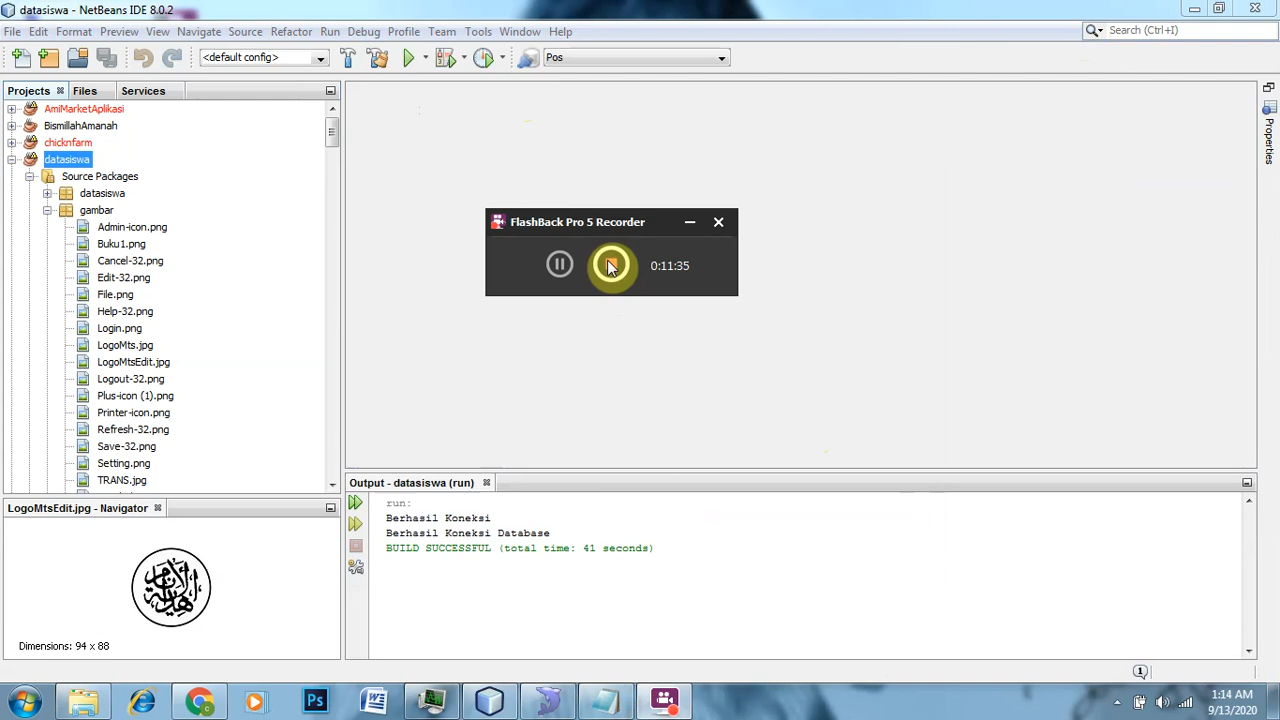 datasiswa - NetBeans IDE 8.0.2
File Edit Format Preview View Navigate Source Refactor Run Debug Profile Team Tools Window Help
Search (Ctrl+I)
<default config>
Pos
Projects Files Services
AmiMarketAplikasi
BismillahAmanah
chicknfarm
datasiswa
Source Packages
datasiswa
gambar
Admin-icon.png
Buku1.png
Cancel-32.png
Edit-32.png
File.png
Help-32.png
Login.png
LogoMts.jpg
LogoMtsEdit.jpg
Logout-32.png
Plus-icon (1).png
Printer-icon.png
Refresh-32.png
Save-32.png
Setting.png
TRANS.jpg
Properties
FlashBack Pro 5 Recorder
0:11:35
LogoMtsEdit.jpg - Navigator
Dimensions: 94 x 88
Output - datasiswa (run)
run:
Berhasil Koneksi
Berhasil Koneksi Database
BUILD SUCCESSFUL (total time: 41 seconds)
1
Ps
W
1:14 AM
9/13/2020